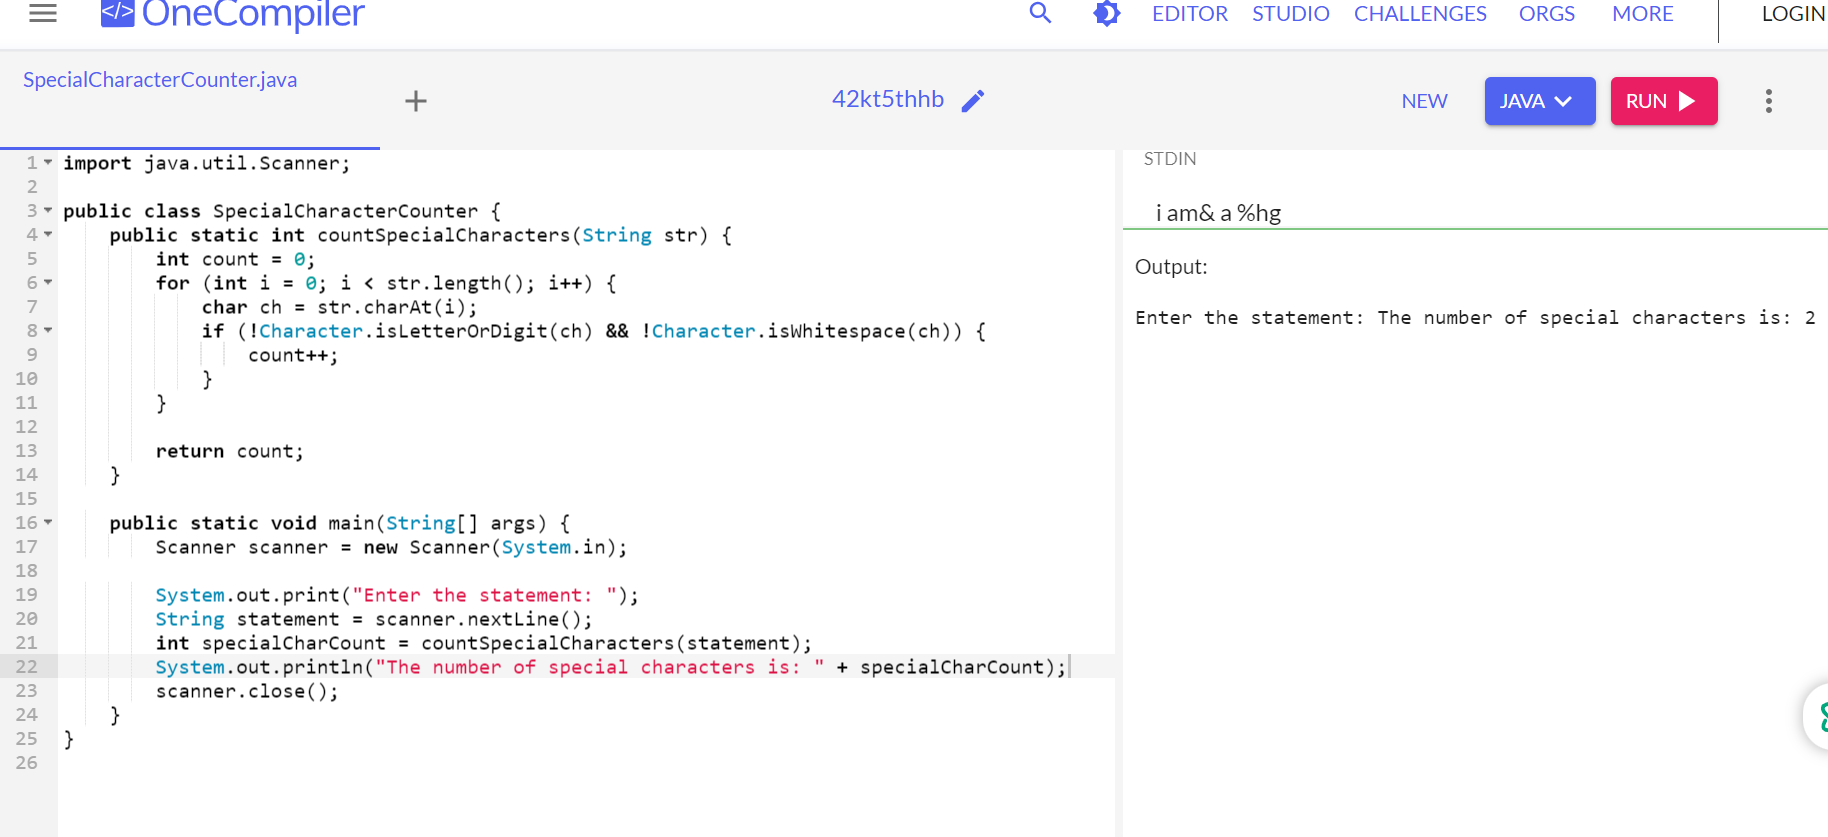 </> OneCompiler EDITOR STUDIO CHALLENGES ORGS MORE LOGIN
SpecialCharacterCounter.java
42kt5thhb NEW JAVA RUN
1 import java.util.Scanner;
2
3 public class SpecialCharacterCounter {
4     public static int countSpecialCharacters(String str) {
5         int count = 0;
6         for (int i = 0; i < str.length(); i++) {
7             char ch = str.charAt(i);
8             if (!Character.isLetterOrDigit(ch) && !Character.isWhitespace(ch)) {
9                 count++;
10             }
11         }
12
13         return count;
14     }
15
16     public static void main(String[] args) {
17         Scanner scanner = new Scanner(System.in);
18
19         System.out.print("Enter the statement: ");
20         String statement = scanner.nextLine();
21         int specialCharCount = countSpecialCharacters(statement);
22         System.out.println("The number of special characters is: " + specialCharCount);
23         scanner.close();
24     }
25 }
26
STDIN
i am& a %hg
Output:
Enter the statement: The number of special characters is: 2